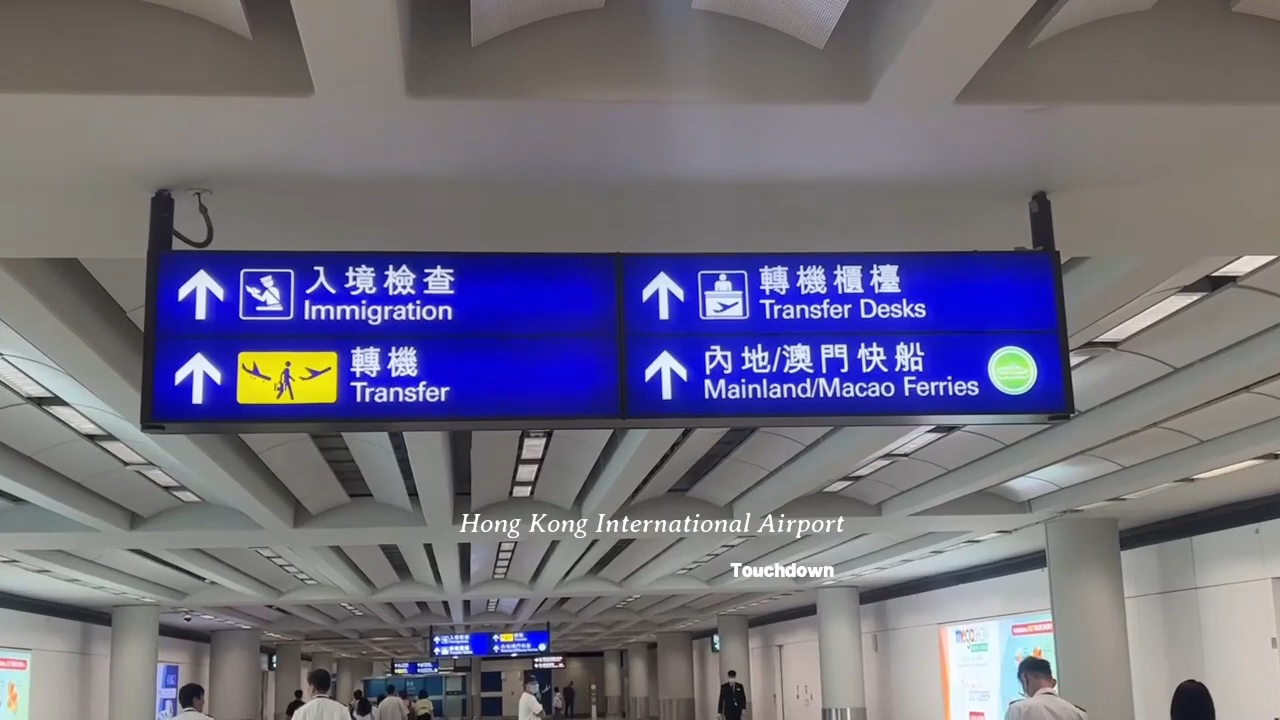 入境檢查
Immigration
轉機
Transfer
轉機櫃檯
Transfer Desks
內地/澳門快船
Mainland/Macao Ferries
Hong Kong International Airport
Touchdown